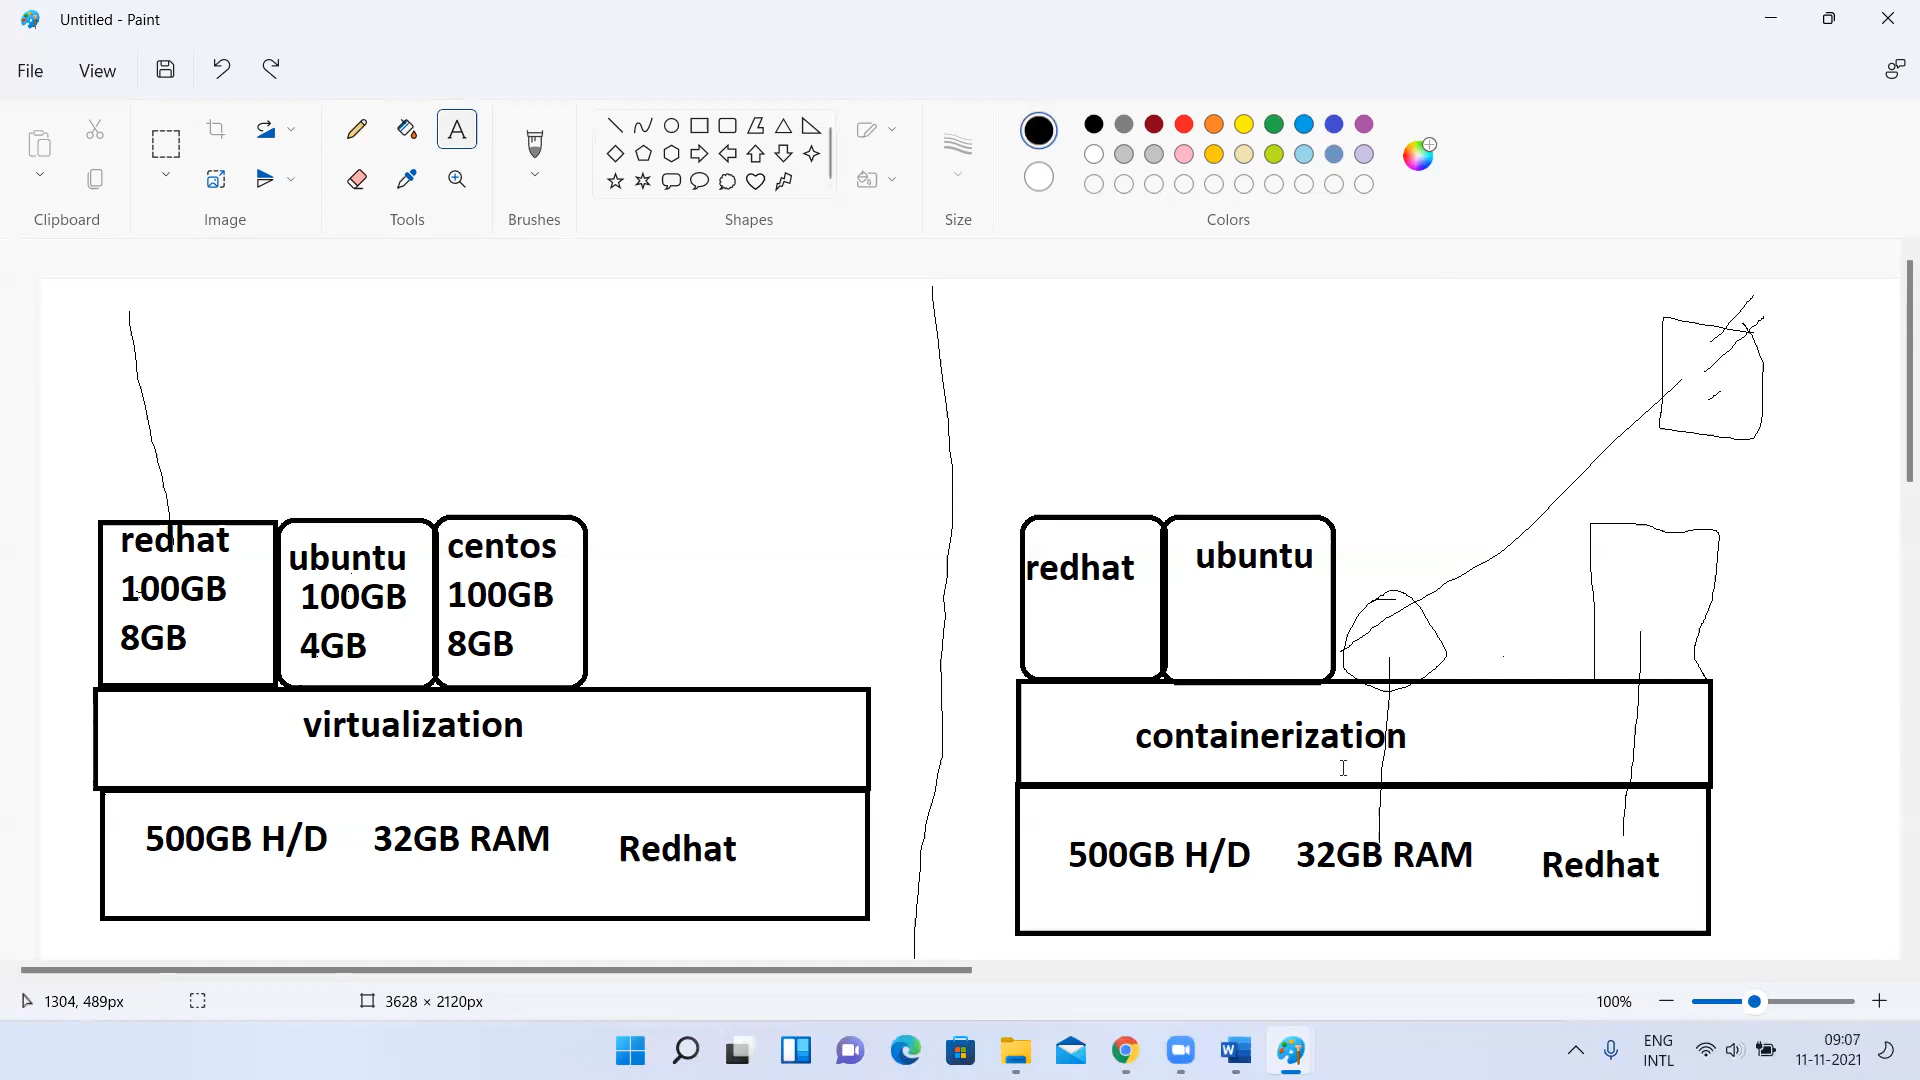 Untitled - Paint
File View
Clipboard Image Tools Brushes Shapes Size Colors
redhat
100GB
8GB
ubuntu
100GB
4GB
centos
100GB
8GB
virtualization
500GB H/D 32GB RAM Redhat
redhat
ubuntu
containerization
500GB H/D 32GB RAM Redhat
1304, 489px 3628 × 2120px 100%
ENG
INTL
09:07
11-11-2021